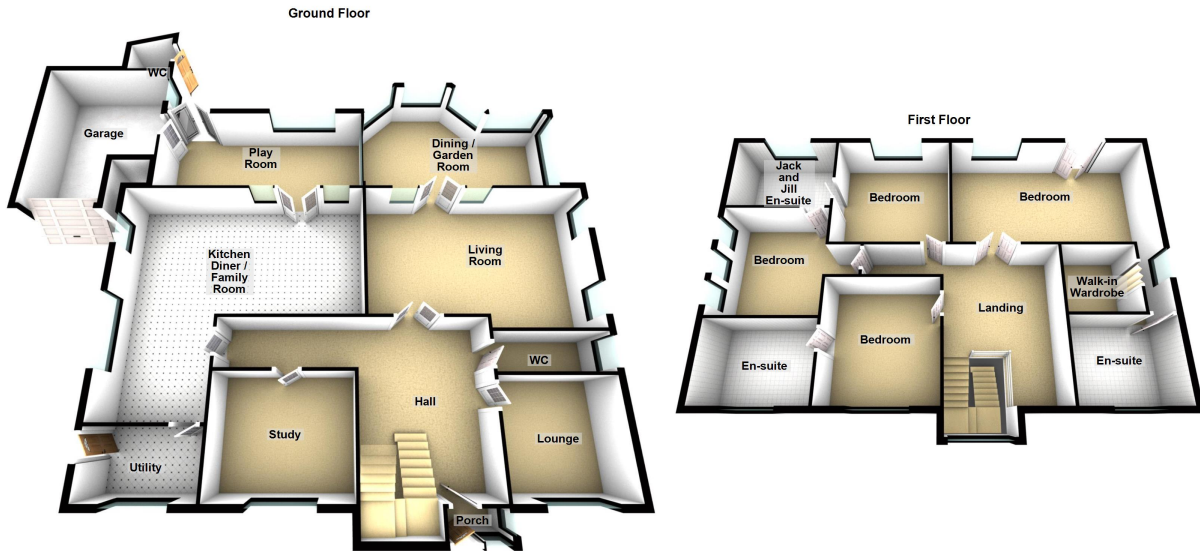 Ground Floor
WC
Garage
Play
Room
Dining /
Garden
Room
Kitchen
Diner /
Family
Room
Living
Room
WC
Hall
Study
Lounge
Utility
Porch
First Floor
Jack
and
Jill
En-suite
Bedroom
Bedroom
Bedroom
Walk-in
Wardrobe
Landing
Bedroom
En-suite
En-suite